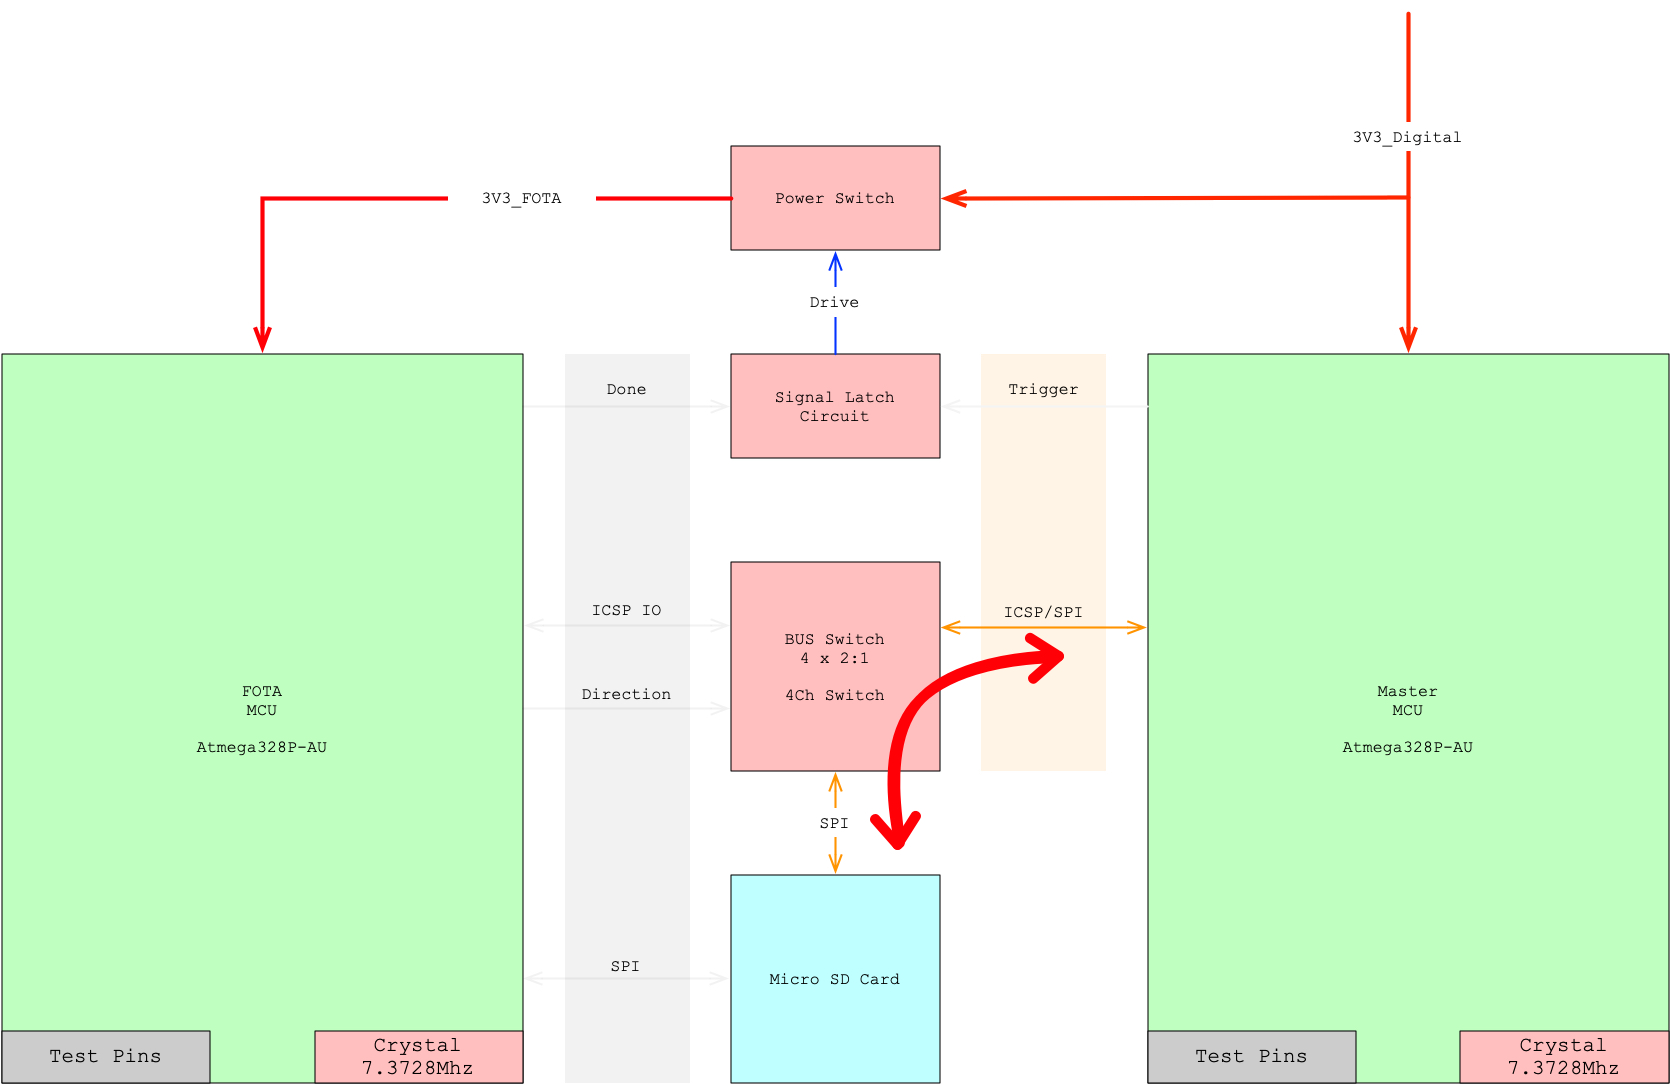 3V3_Digital
3V3_FOTA
Power Switch
Drive
Done
Signal Latch
Circuit
Trigger
ICSP IO
ICSP/SPI
BUS Switch
4 x 2:1
4Ch Switch
Direction
FOTA
MCU
Atmega328P-AU
Master
MCU
Atmega328P-AU
SPI
SPI
Micro SD Card
Test Pins
Crystal
7.3728Mhz
Test Pins
Crystal
7.3728Mhz